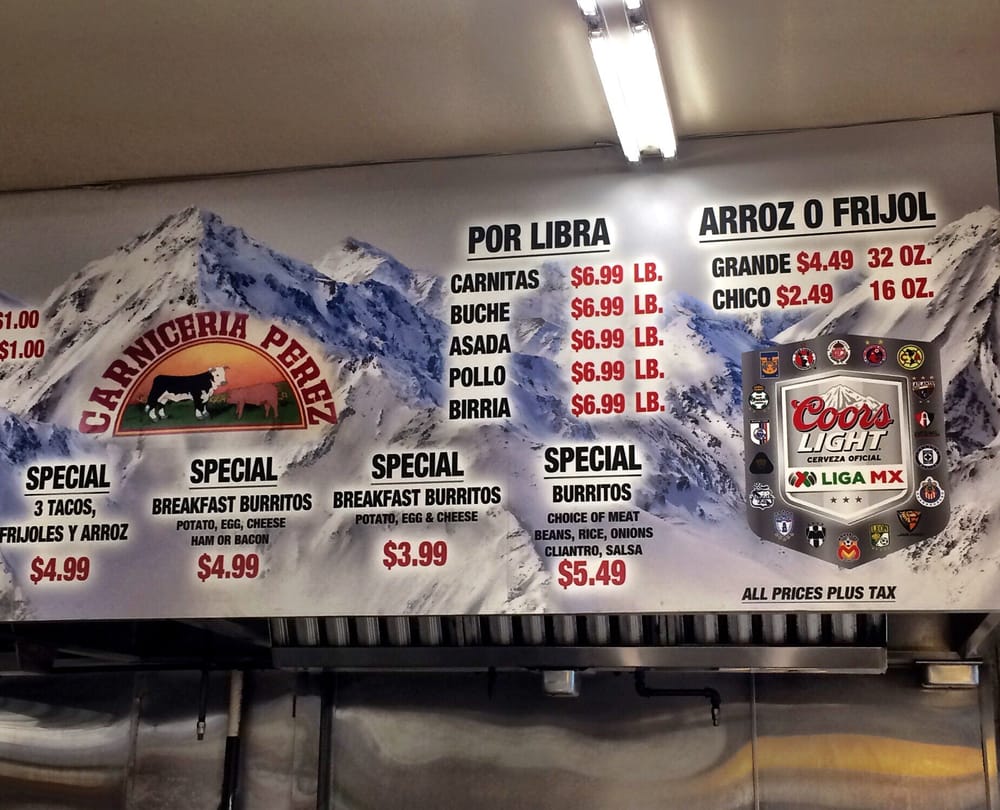 $1.00
$1.00
CARNICERIA PEREZ
POR LIBRA
CARNITAS $6.99 LB.
BUCHE $6.99 LB.
ASADA $6.99 LB.
POLLO $6.99 LB.
BIRRIA $6.99 LB.
ARROZ O FRIJOL
GRANDE $4.49 32 OZ.
CHICO $2.49 16 OZ.
SPECIAL
3 TACOS,
FRIJOLES Y ARROZ
$4.99
SPECIAL
BREAKFAST BURRITOS
POTATO, EGG, CHEESE
HAM OR BACON
$4.99
SPECIAL
BREAKFAST BURRITOS
POTATO, EGG & CHEESE
$3.99
SPECIAL
BURRITOS
CHOICE OF MEAT
BEANS, RICE, ONIONS
CLIANTRO, SALSA
$5.49
Coors
LIGHT
CERVEZA OFICIAL
LIGA MX
ALL PRICES PLUS TAX